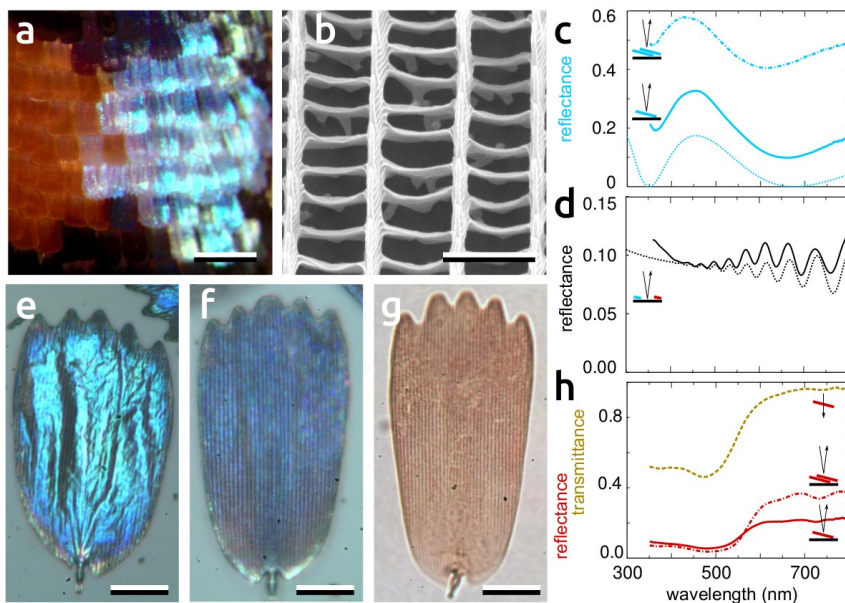 a
b
c
0.6
0.4
0.2
0
reflectance
d
0.15
0.10
0.05
0.00
reflectance
e
f
g
h
0.8
0.4
0.0
reflectance
transmittance
300
500
700
wavelength (nm)